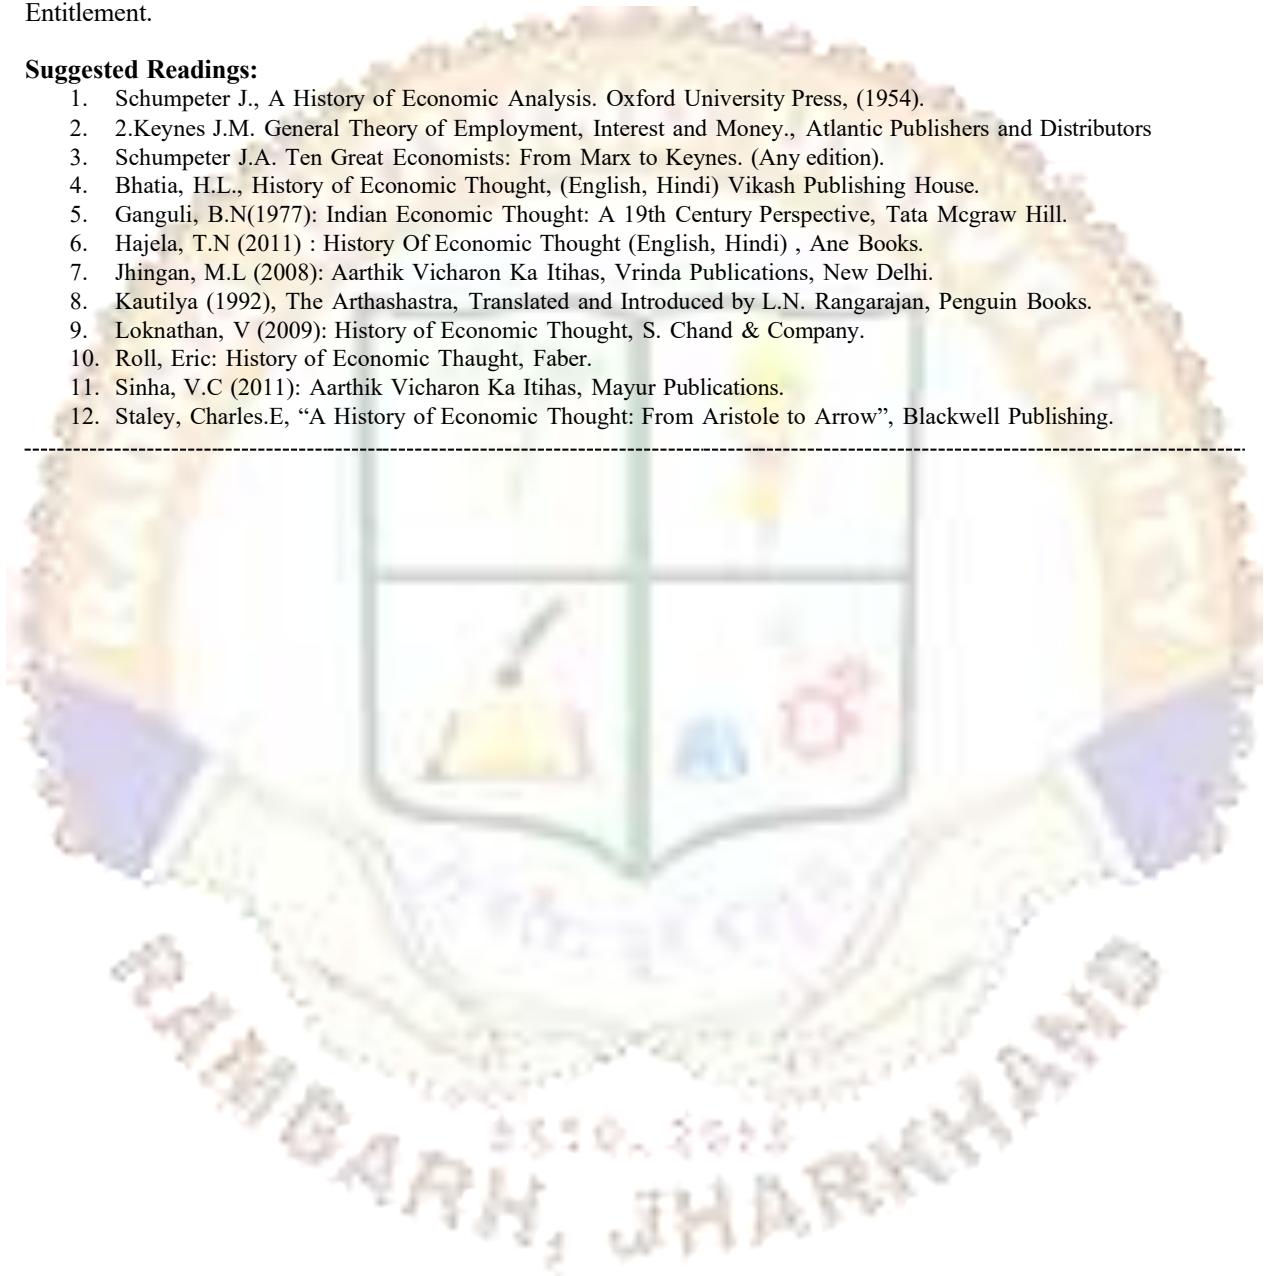 Entitlement.
Suggested Readings:
1. Schumpeter J., A History of Economic Analysis. Oxford University Press, (1954).
2. 2.Keynes J.M. General Theory of Employment, Interest and Money., Atlantic Publishers and Distributors
3. Schumpeter J.A. Ten Great Economists: From Marx to Keynes. (Any edition).
4. Bhatia, H.L., History of Economic Thought, (English, Hindi) Vikash Publishing House.
5. Ganguli, B.N(1977): Indian Economic Thought: A 19th Century Perspective, Tata Mcgraw Hill.
6. Hajela, T.N (2011) : History Of Economic Thought (English, Hindi) , Ane Books.
7. Jhingan, M.L (2008): Aarthik Vicharon Ka Itihas, Vrinda Publications, New Delhi.
8. Kautilya (1992), The Arthashastra, Translated and Introduced by L.N. Rangarajan, Penguin Books.
9. Loknathan, V (2009): History of Economic Thought, S. Chand & Company.
10. Roll, Eric: History of Economic Thaught, Faber.
11. Sinha, V.C (2011): Aarthik Vicharon Ka Itihas, Mayur Publications.
12. Staley, Charles.E, “A History of Economic Thought: From Aristole to Arrow”, Blackwell Publishing.
RAMGARH, JHARKHAND